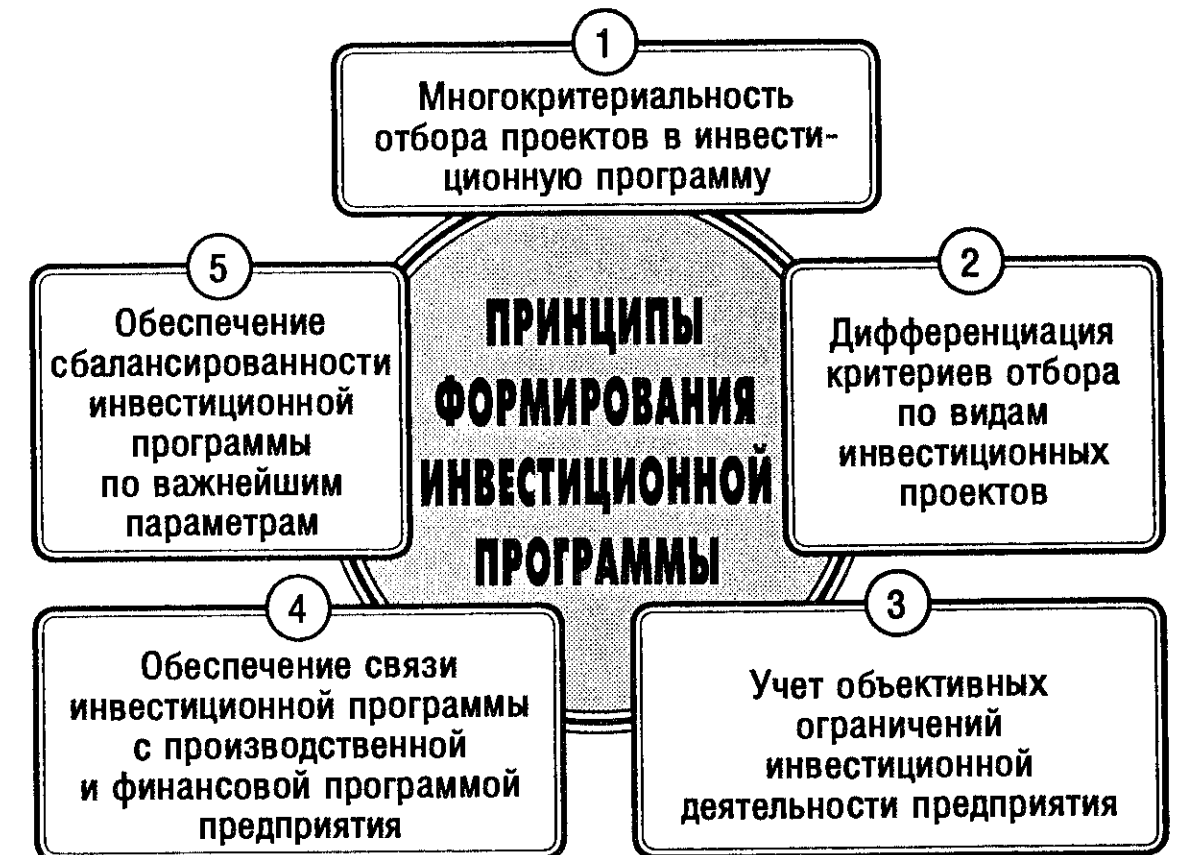 1
Многокритериальность
отбора проектов в инвести-
ционную программу
2
Дифференциация
критериев отбора
по видам
инвестиционных
проектов
3
Учет объективных
ограничений
инвестиционной
деятельности предприятия
4
Обеспечение связи
инвестиционной программы
с производственной
и финансовой программой
предприятия
5
Обеспечение
сбалансированности
инвестиционной
программы
по важнейшим
параметрам
ПРИНЦИПЫ
ФОРМИРОВАНИЯ
ИНВЕСТИЦИОННОЙ
ПРОГРАММЫ